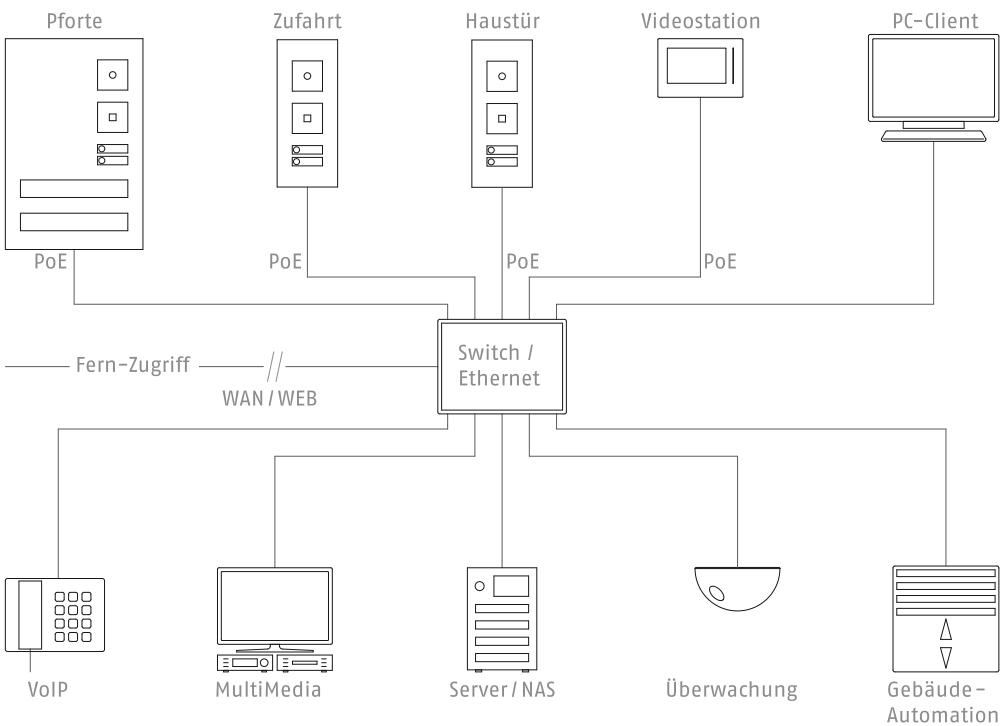 Pforte
Zufahrt
Haustür
Videostation
PC-Client
PoE
PoE
PoE
PoE
Switch /
Ethernet
Fern-Zugriff
WAN / WEB
VoIP
MultiMedia
Server / NAS
Überwachung
Gebäude-
Automation